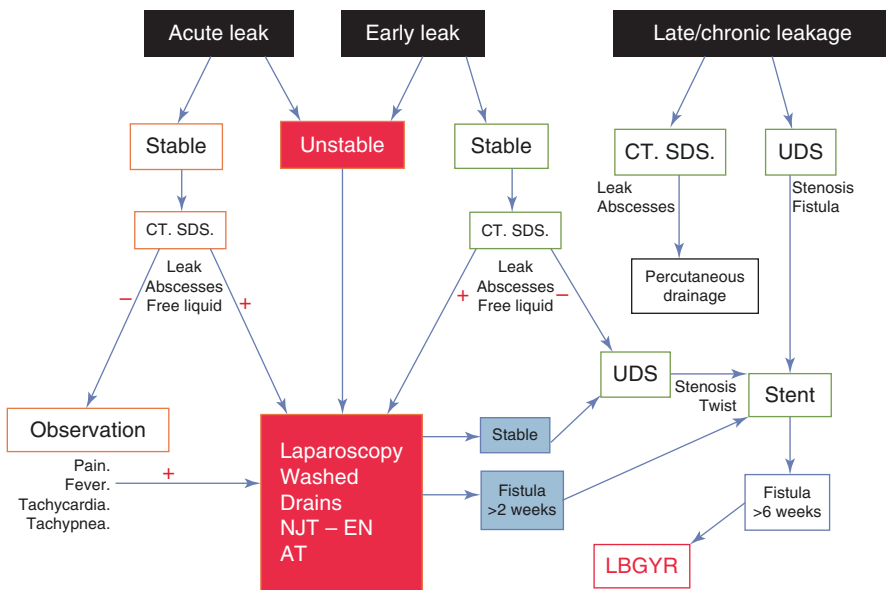 Acute leak
Early leak
Late/chronic leakage
Stable
Unstable
Stable
CT. SDS.
UDS
Leak
Abscesses
Stenosis
Fistula
CT. SDS.
CT. SDS.
Leak
Abscesses
Free liquid
–
+
Leak
Abscesses
Free liquid
+
–
Percutaneous
drainage
UDS
Stenosis
Twist
Stent
Observation
Pain.
Fever.
Tachycardia.
Tachypnea.
+
Laparoscopy
Washed
Drains
NJT – EN
AT
Stable
Fistula
>2 weeks
Fistula
>6 weeks
LBGYR